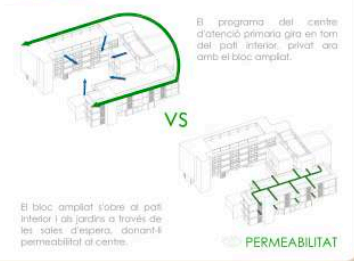 El programa del centre
d'atenció primaria gira en torn
del pati interior, privat ara
amb el bloc ampliat.
VS
El bloc ampliat s'obre al pati
interior i als jardins a través de
les sales d'espera, donant-li
permeabilitat al centre.
PERMEABILITAT